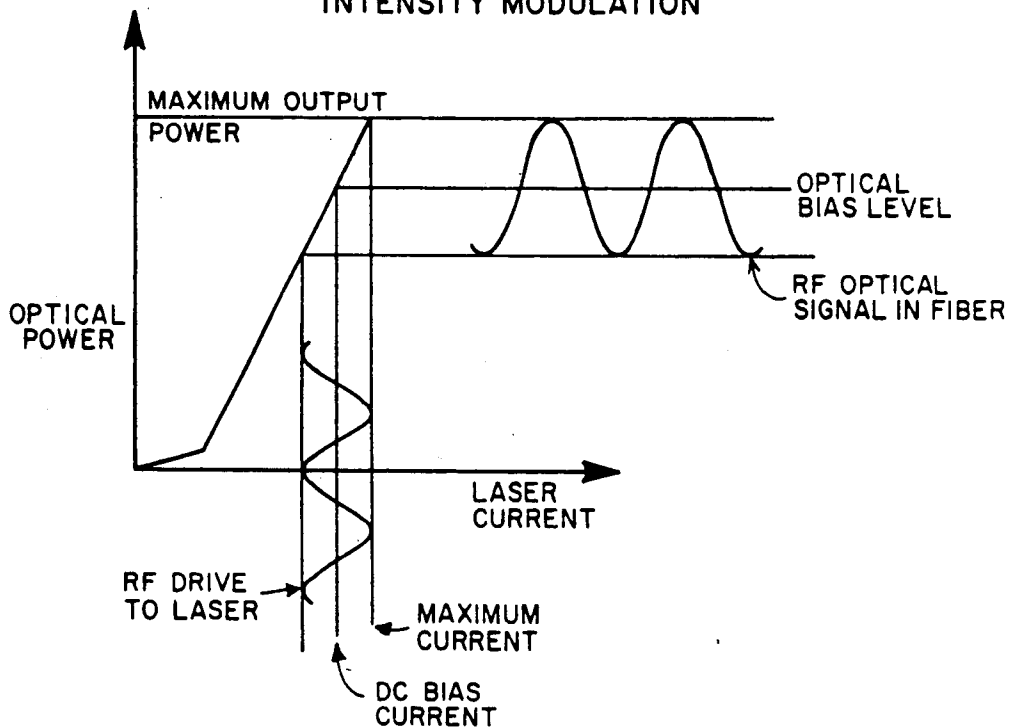 INTENSITY MODULATION
MAXIMUM OUTPUT
POWER
OPTICAL
BIAS LEVEL
RF OPTICAL
SIGNAL IN FIBER
OPTICAL
POWER
LASER
CURRENT
RF DRIVE
TO LASER
MAXIMUM
CURRENT
DC BIAS
CURRENT